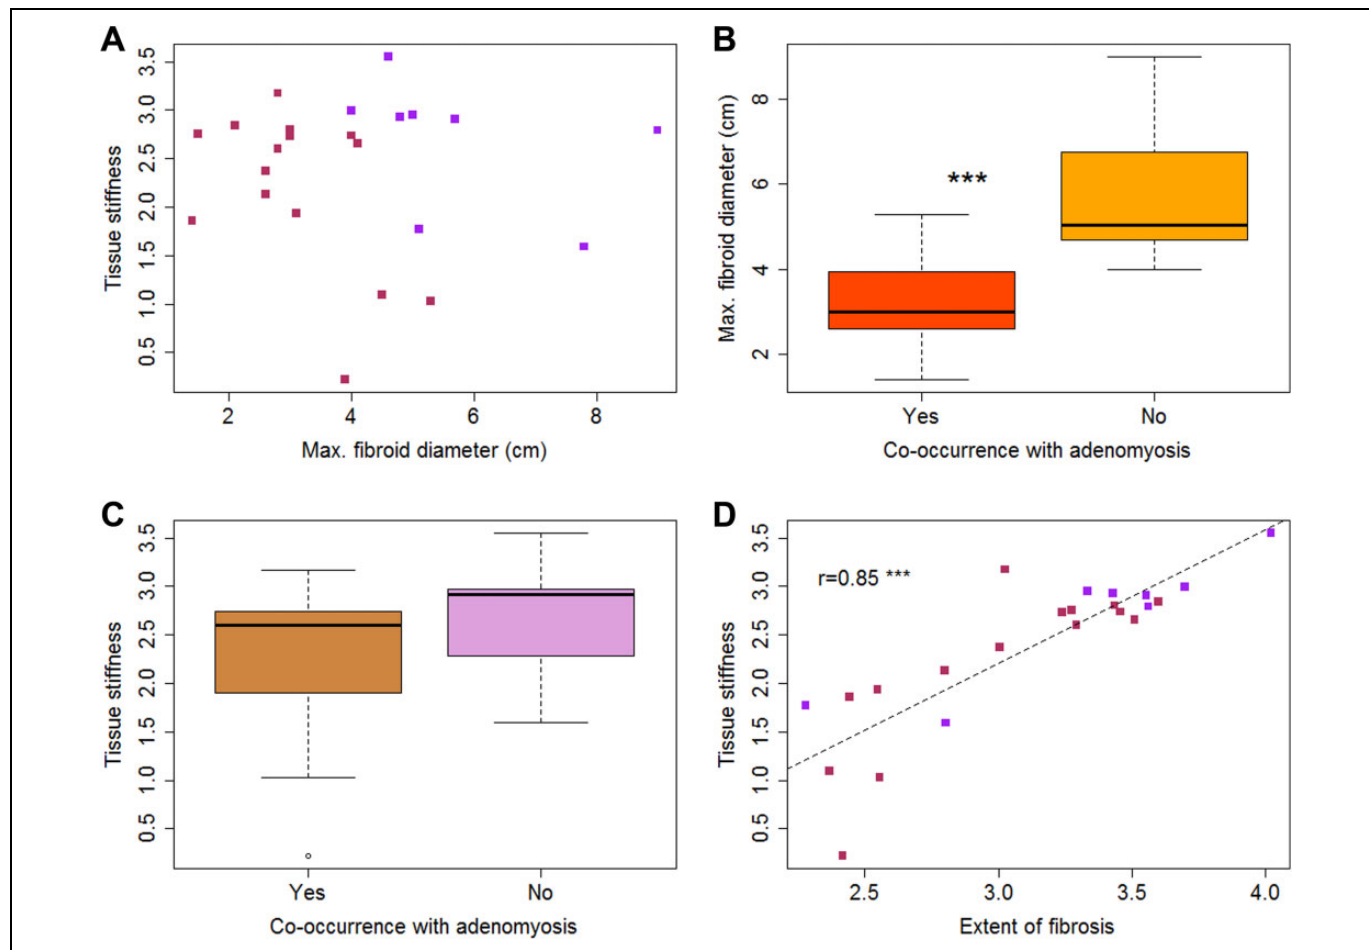 A
Tissue stiffness
3.5
3.0
2.5
2.0
1.5
1.0
0.5
2
4
6
8
Max. fibroid diameter (cm)
B
Max. fibroid diameter (cm)
8
6
4
2
***
Yes
No
Co-occurrence with adenomyosis
C
Tissue stiffness
3.5
3.0
2.5
2.0
1.5
1.0
0.5
Yes
No
Co-occurrence with adenomyosis
D
Tissue stiffness
3.5
3.0
2.5
2.0
1.5
1.0
0.5
r=0.85 ***
2.5
3.0
3.5
4.0
Extent of fibrosis